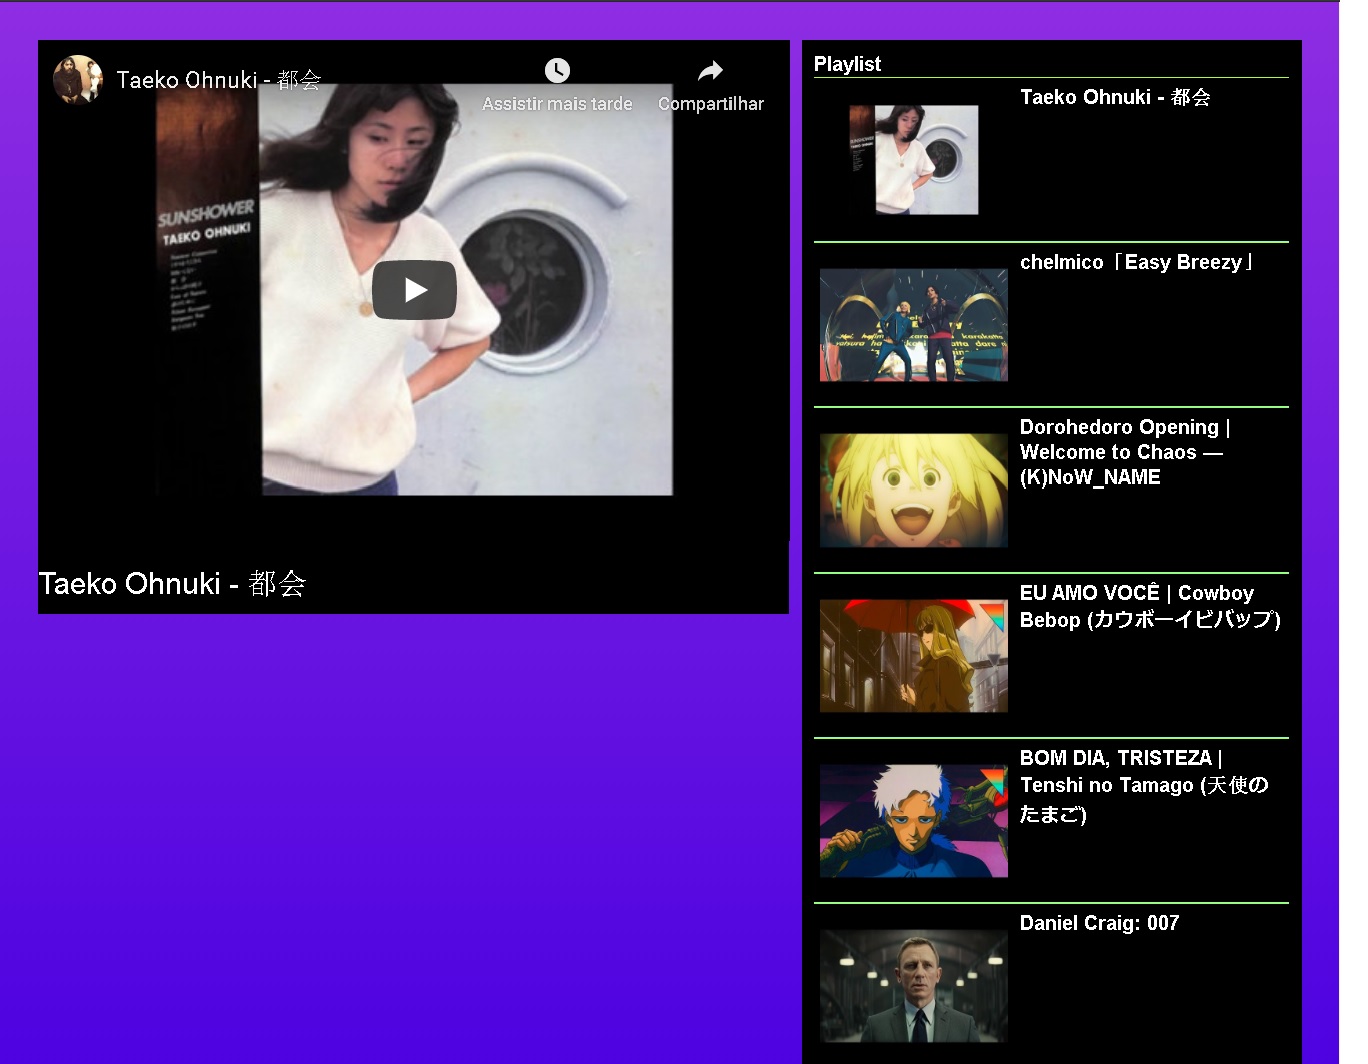 Taeko Ohnuki - 都会
Assistir mais tarde
Compartilhar
SUNSHOWER
TAEKO OHNUKI
Taeko Ohnuki - 都会
Playlist
Taeko Ohnuki - 都会
chelmico「Easy Breezy」
Dorohedoro Opening |
Welcome to Chaos —
(K)NoW_NAME
EU AMO VOCÊ | Cowboy
Bebop (カウボーイビバップ)
BOM DIA, TRISTEZA |
Tenshi no Tamago (天使の
たまご)
Daniel Craig: 007